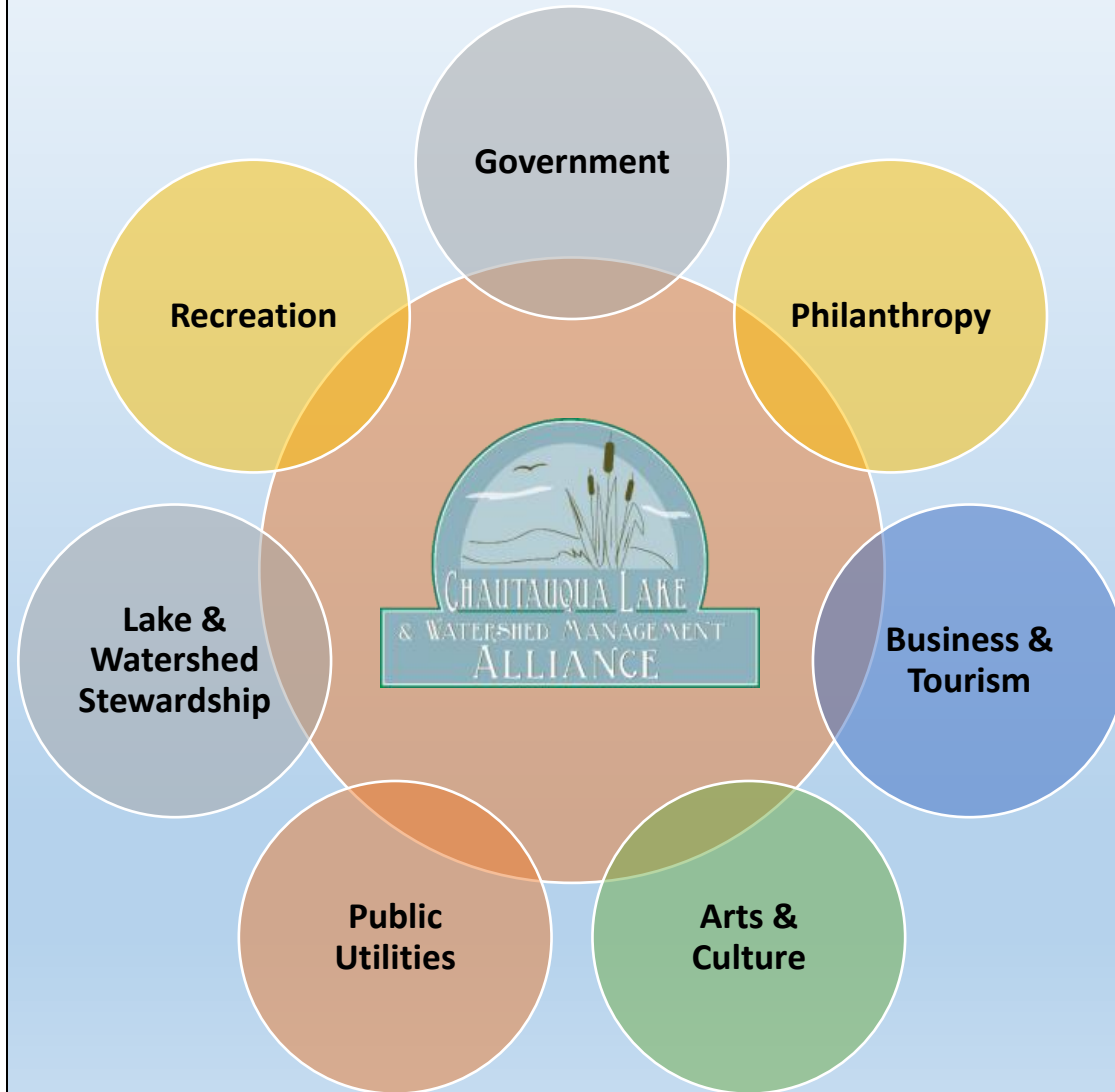 Government
Recreation
Philanthropy
CHAUTAUQUA LAKE
& WATERSHED MANAGEMENT
ALLIANCE
Lake &
Watershed
Stewardship
Business &
Tourism
Public
Utilities
Arts &
Culture